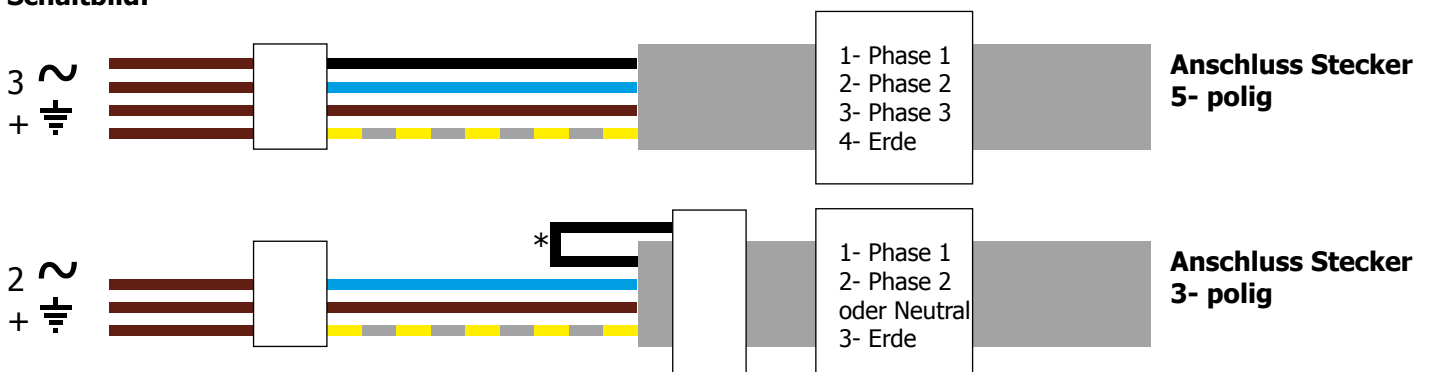 Schaltbild:
3 ~
+
1- Phase 1
2- Phase 2
3- Phase 3
4- Erde
Anschluss Stecker
5- polig
*
2 ~
+
1- Phase 1
2- Phase 2
oder Neutral
3- Erde
Anschluss Stecker
3- polig